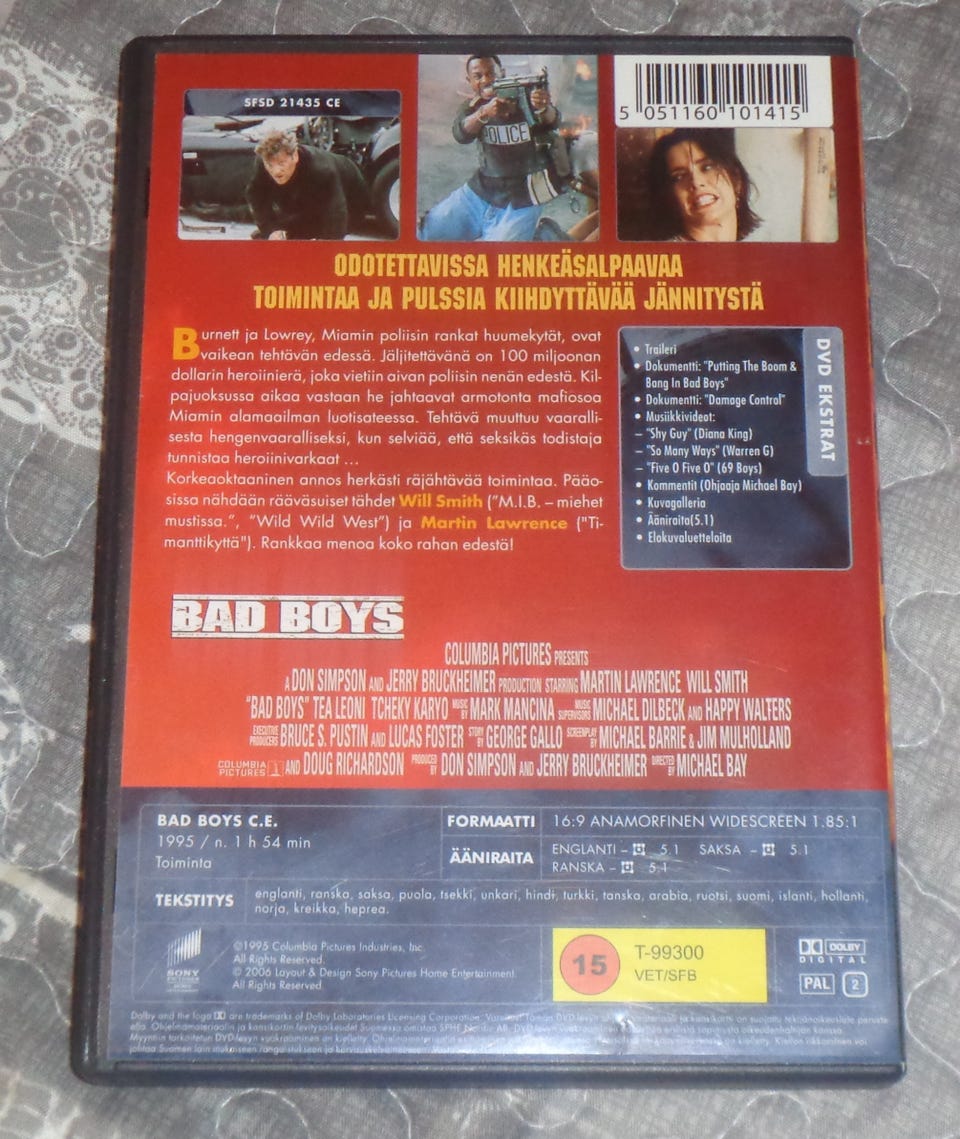 SFSD 21435 CE
POLICE
5 051160 101415
ODOTETTAVISSA HENKEÄSALPAAVAA
TOIMINTAA JA PULSSIA KIIHDYTTÄVÄÄ JÄNNITYSTÄ
Burnett ja Lowrey, Miamin poliisin rankat huumekytät, ovat
vaikean tehtävän edessä. Jäljitettävänä on 100 miljoonan
dollarin heroiinierä, joka vietiin aivan poliisin nenän edestä. Kil-
pajuoksussa aikaa vastaan he jahtaavat armotonta mafiosoa
Miamin alamaailman luotisateessa. Tehtävä muuttuu vaaralli-
sesta hengenvaaralliseksi, kun selviää, että seksikäs todistaja
tunnistaa heroiinivarkaat ...
Korkeaoktaaninen annos herkästi räjähtävää toimintaa. Pääo-
sissa nähdään rääväsuiset tähdet Will Smith ("M.I.B. – miehet
mustissa.", "Wild Wild West") ja Martin Lawrence ("Ti-
manttikyttä"). Rankkaa menoa koko rahan edestä!
DVD EKSTRAT
• Traileri
• Dokumentti: "Putting The Boom &
Bang In Bad Boys"
• Dokumentti: "Damage Control"
• Musiikkivideot:
– "Shy Guy" (Diana King)
– "So Many Ways" (Warren G)
– "Five O Five O" (69 Boys)
• Kommentit (Ohjaaja Michael Bay)
• Kuvagalleria
• Ääniraita(5.1)
• Elokuvaluetteloita
BAD BOYS
COLUMBIA PICTURES PRESENTS
A DON SIMPSON AND JERRY BRUCKHEIMER PRODUCTION STARRING MARTIN LAWRENCE WILL SMITH
"BAD BOYS" TEA LEONI TCHEKY KARYO MUSIC BY MARK MANCINA MUSIC SUPERVISORS MICHAEL DILBECK AND HAPPY WALTERS
EXECUTIVE PRODUCERS BRUCE S. PUSTIN AND LUCAS FOSTER STORY BY GEORGE GALLO SCREENPLAY BY MICHAEL BARRIE & JIM MULHOLLAND
COLUMBIA PICTURES AND DOUG RICHARDSON PRODUCED BY DON SIMPSON AND JERRY BRUCKHEIMER DIRECTED BY MICHAEL BAY
BAD BOYS C.E.
1995 / n. 1 h 54 min
Toiminta
FORMAATTI 16:9 ANAMORFINEN WIDESCREEN 1.85:1
ÄÄNIRAITA ENGLANTI – 5.1 SAKSA – 5.1
RANSKA – 5.1
TEKSTITYS englanti, ranska, saksa, puola, tsekki, unkari, hindi, turkki, tanska, arabia, ruotsi, suomi, islanti, hollanti,
norja, kreikka, heprea.
SONY
PICTURES
©1995 Columbia Pictures Industries, Inc.
All Rights Reserved.
© 2006 Layout & Design Sony Pictures Home Entertainment.
All Rights Reserved.
15
T-99300
VET/SFB
DOLBY
DIGITAL
PAL 2
Dolby and the logo are trademarks of Dolby Laboratories Licensing Corporation.